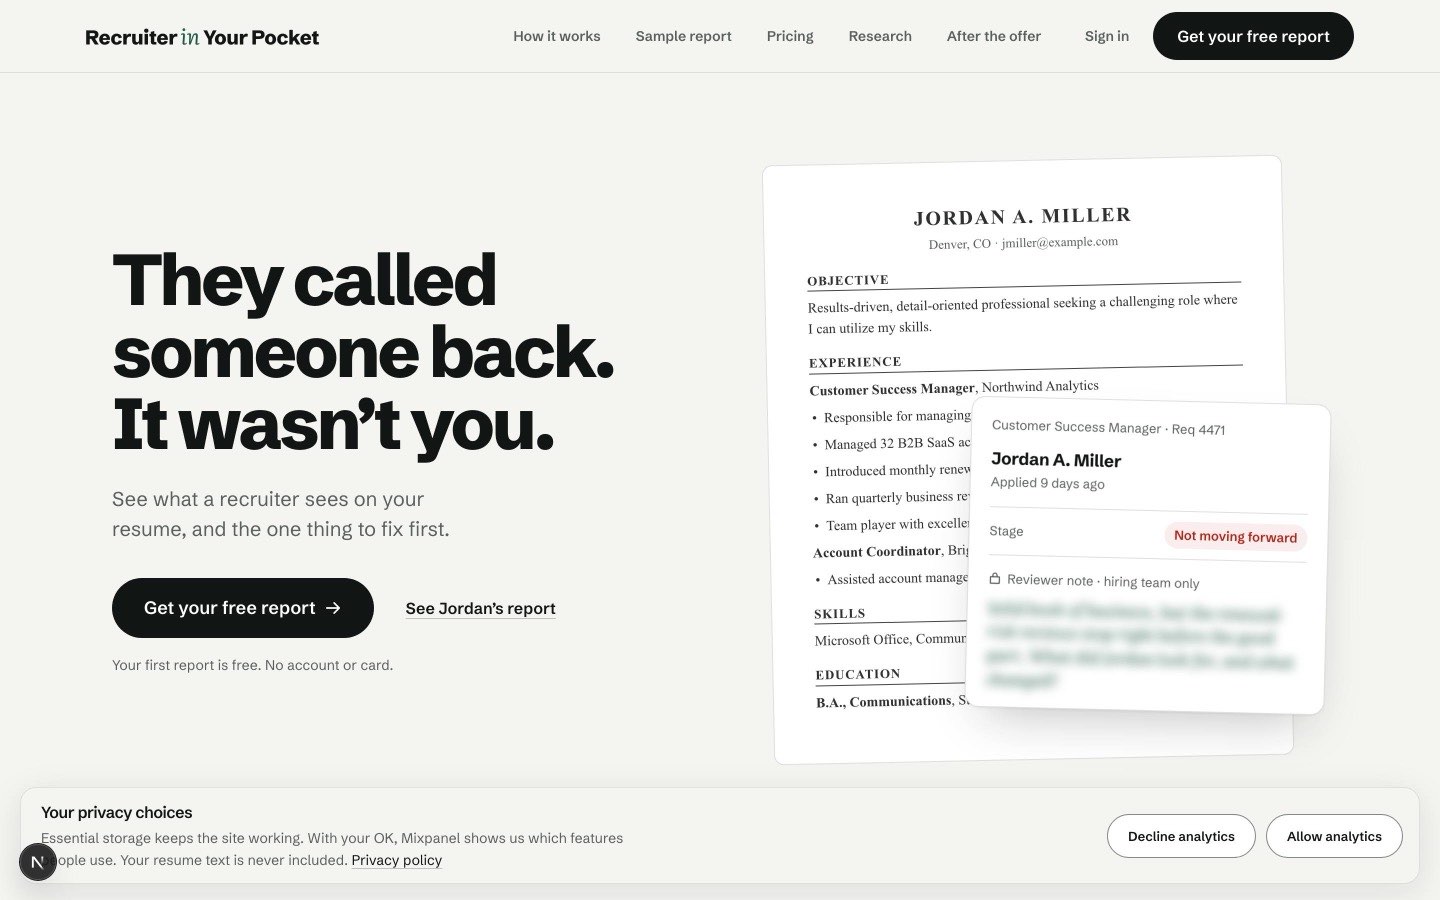 Recruiter in Your Pocket
How it works
Sample report
Pricing
Research
After the offer
Sign in
Get your free report
They called
someone back.
It wasn’t you.
See what a recruiter sees on your
resume, and the one thing to fix first.
Get your free report →
See Jordan’s report
Your first report is free. No account or card.
JORDAN A. MILLER
Denver, CO · jmiller@example.com
OBJECTIVE
Results-driven, detail-oriented professional seeking a challenging role where
I can utilize my skills.
EXPERIENCE
Customer Success Manager, Northwind Analytics
• Responsible for managing
• Managed 32 B2B SaaS
• Introduced monthly
• Ran quarterly business
• Team player with
Account Coordinator,
• Assisted account
SKILLS
Microsoft Office,
EDUCATION
B.A., Communications,
Customer Success Manager · Req 4471
Jordan A. Miller
Applied 9 days ago
Stage
Not moving forward
Reviewer note · hiring team only
Your privacy choices
Essential storage keeps the site working. With your OK, Mixpanel shows us which features
people use. Your resume text is never included. Privacy policy
N
Decline analytics
Allow analytics